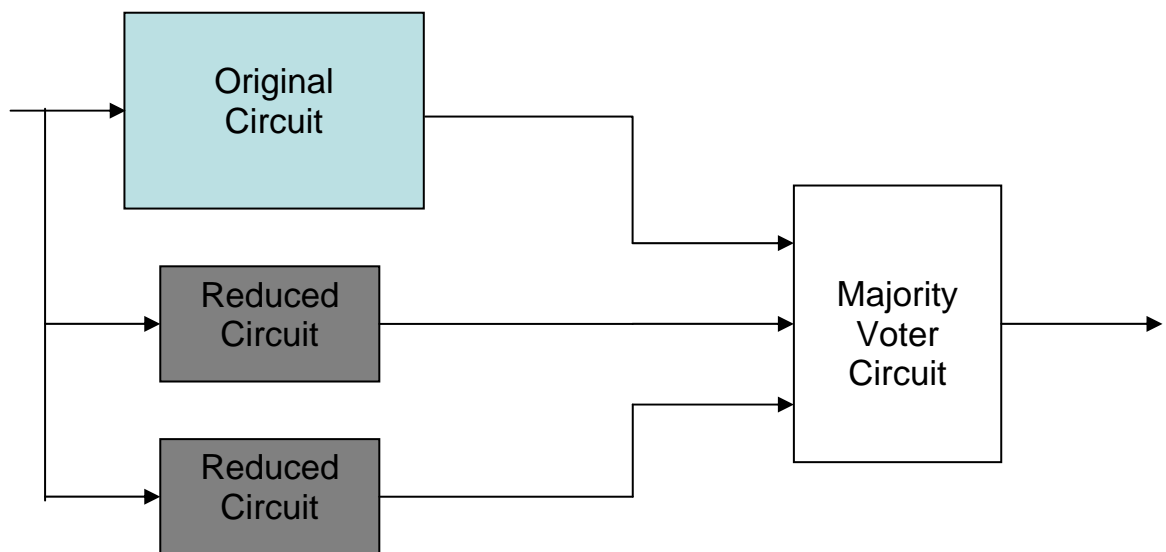 Original
Circuit
Reduced
Circuit
Majority
Voter
Circuit
Reduced
Circuit